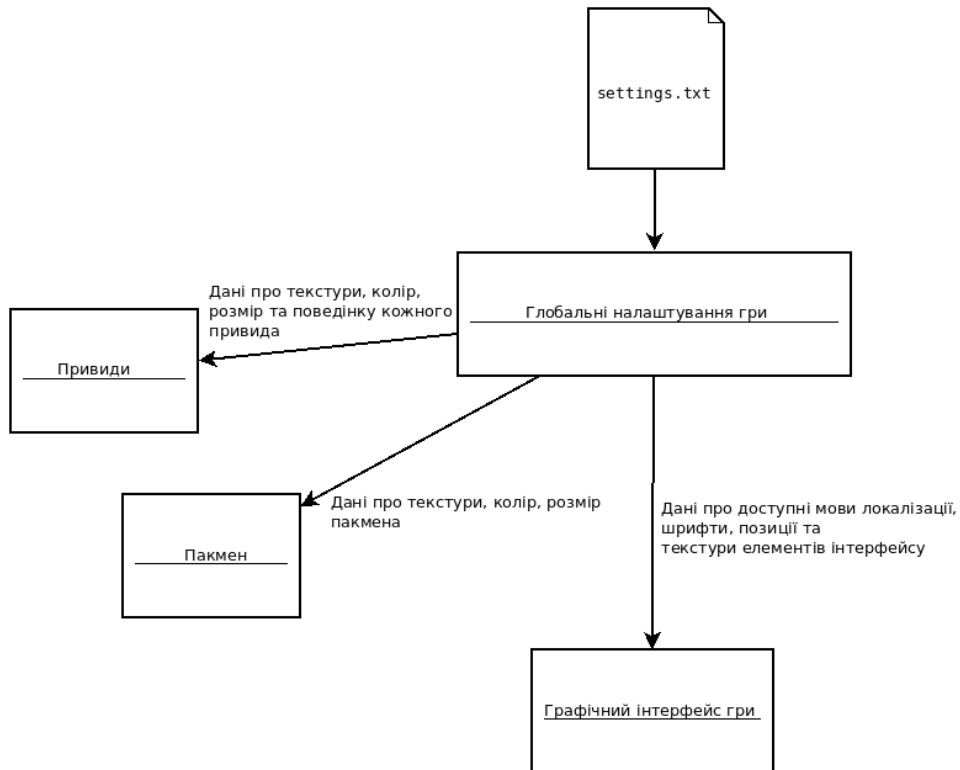 settings.txt
Глобальні налаштування гри
Дані про текстури, колір,
розмір та поведінку кожного
привида
Привиди
Дані про текстури, колір, розмір
пакмена
Пакмен
Дані про доступні мови локалізації,
шрифти, позиції та
текстури елементів інтерфейсу
Графічний інтерфейс гри